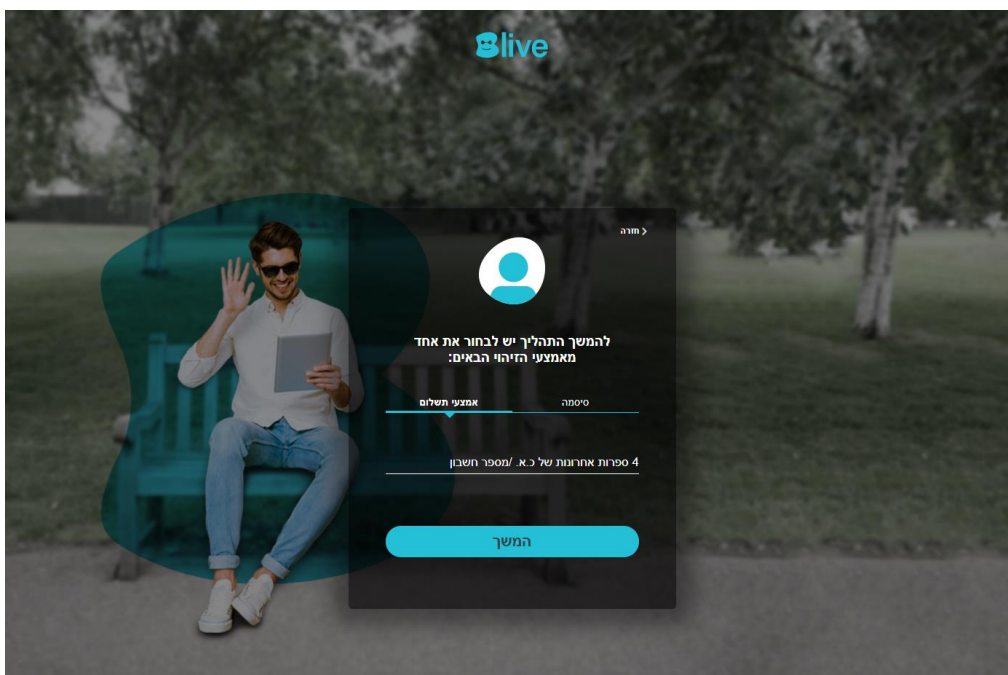 Blive
< חזרה
להמשך התהליך יש לבחור את אחד
מאמצעי הזיהוי הבאים:
סיסמה
אמצעי תשלום
4 ספרות אחרונות של כ.א. /מספר חשבון
המשך